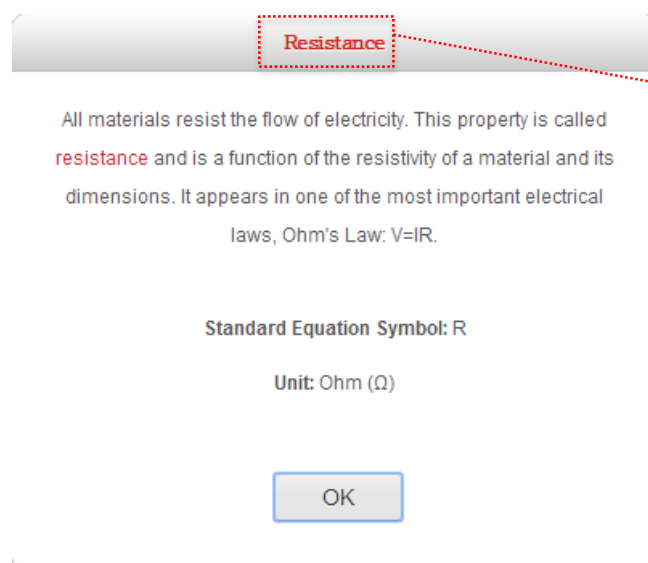 Resistance
All materials resist the flow of electricity. This property is called
resistance and is a function of the resistivity of a material and its
dimensions. It appears in one of the most important electrical
laws, Ohm's Law: V=IR.
Standard Equation Symbol: R
Unit: Ohm (Ω)
OK